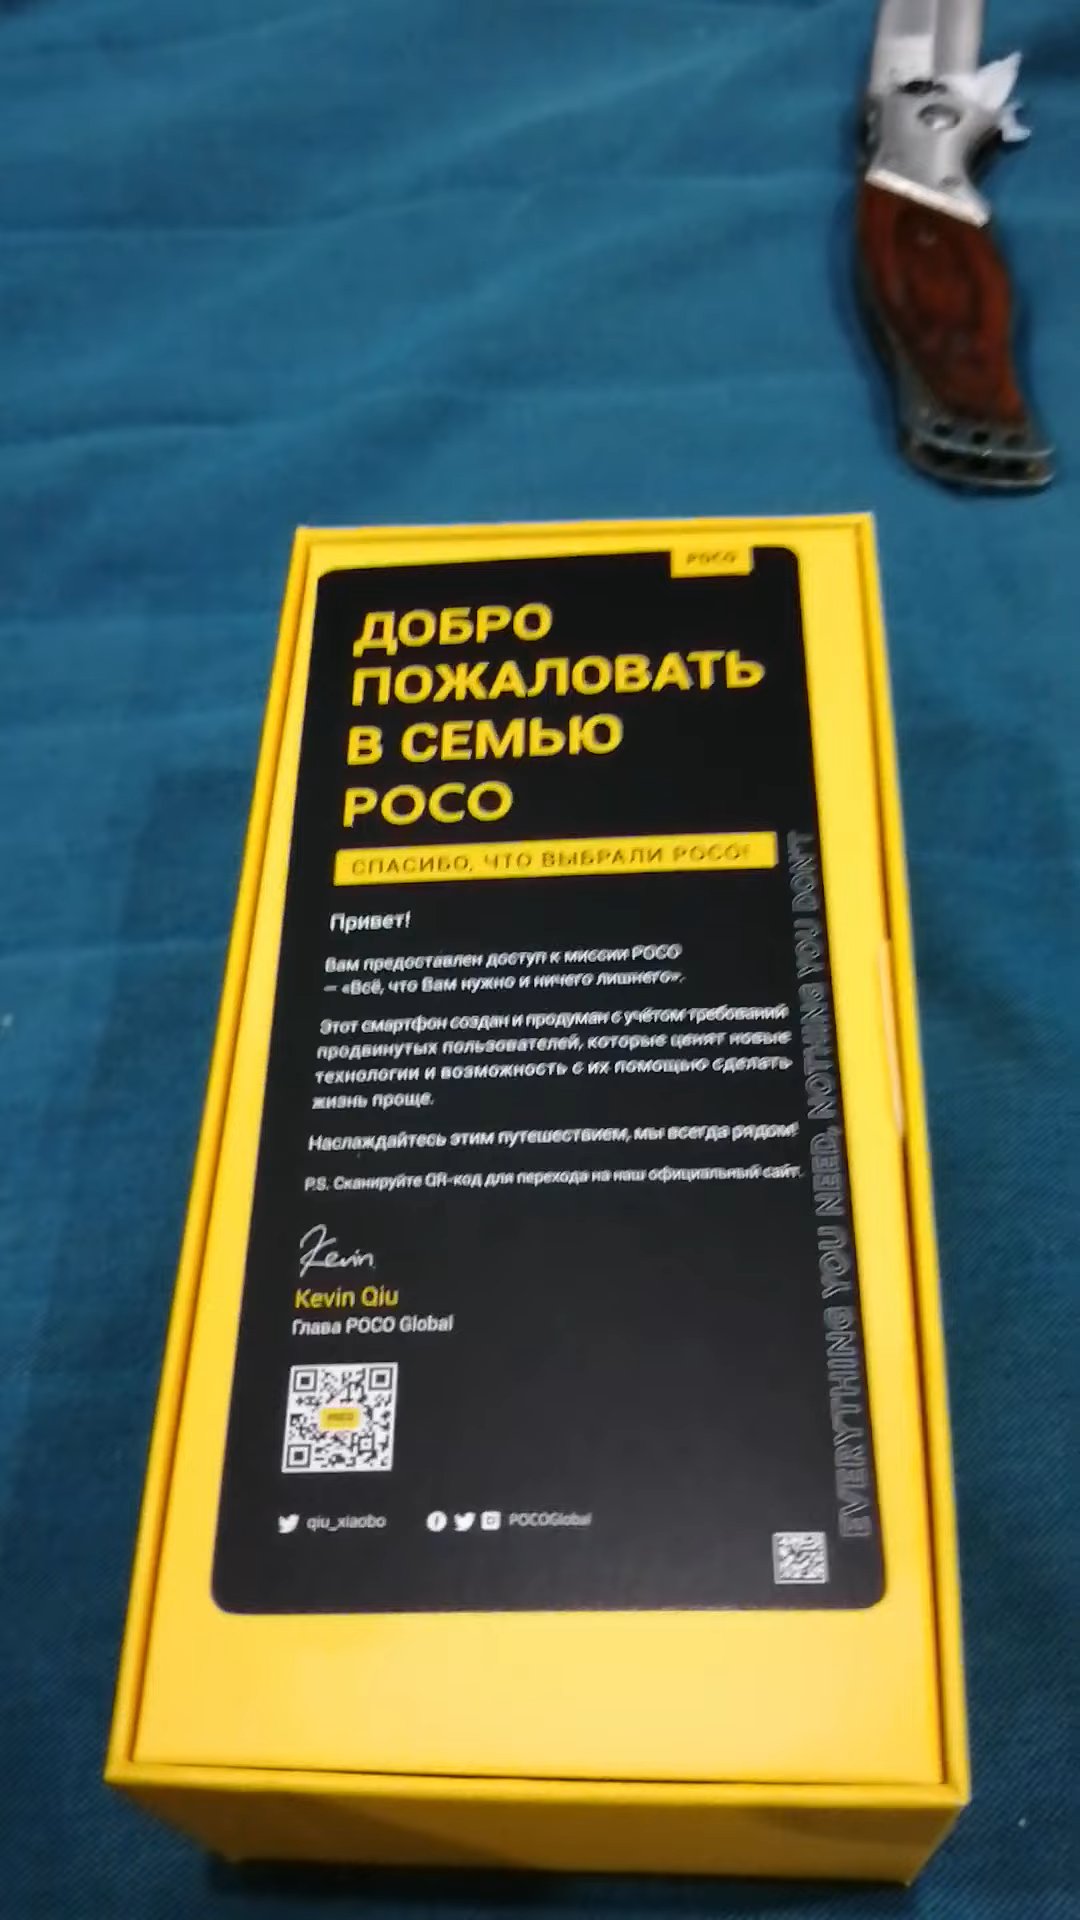 POCO
ДОБРО
ПОЖАЛОВАТЬ
В СЕМЬЮ
POCO
СПАСИБО, ЧТО ВЫБРАЛИ POCO!
Привет!
Вам предоставлен доступ к миссии POCO
— «Всё, что Вам нужно и ничего лишнего».
Этот смартфон создан и продуман с учётом требований
продвинутых пользователей, которые ценят новые
технологии и возможность с их помощью сделать
жизнь проще.
Наслаждайтесь этим путешествием, мы всегда рядом!
P.S. Сканируйте QR-код для перехода на наш официальный сайт.
Kevin
Kevin Qiu
Глава POCO Global
POCO
qiu_xiaobo POCOGlobal
EVERYTHING YOU NEED, NOTHING YOU DON'T